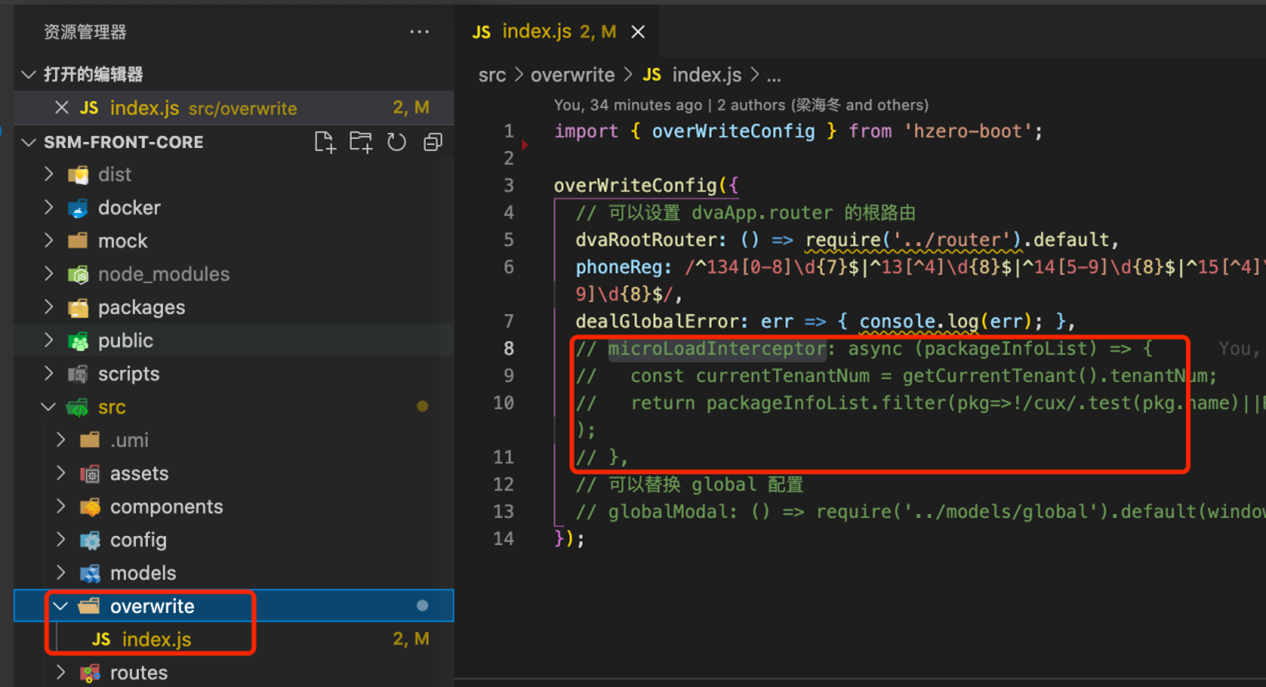 资源管理器 ...
打开的编辑器
JS index.js src/overwrite 2, M
SRM-FRONT-CORE
dist
docker
mock
node_modules
packages
public
scripts
src
.umi
assets
components
config
models
overwrite
JS index.js 2, M
routes
JS index.js 2, M
src > overwrite > JS index.js > ...
You, 34 minutes ago | 2 authors (梁海冬 and others)
1 import { overWriteConfig } from 'hzero-boot';
2
3 overWriteConfig({
4 // 可以设置 dvaApp.router 的根路由
5 dvaRootRouter: () => require('../router').default,
6 phoneReg: /^134[0-8]\d{7}$|^13[^4]\d{8}$|^14[5-9]\d{8}$|^15[^4]\
9]\d{8}$/,
7 dealGlobalError: err => { console.log(err); },
8 // microLoadInterceptor: async (packageInfoList) => { You,
9 // const currentTenantNum = getCurrentTenant().tenantNum;
10 // return packageInfoList.filter(pkg=>!/cux/.test(pkg.name)||
);
11 // },
12 // 可以替换 global 配置
13 // globalModal: () => require('../models/global').default(window
14 });